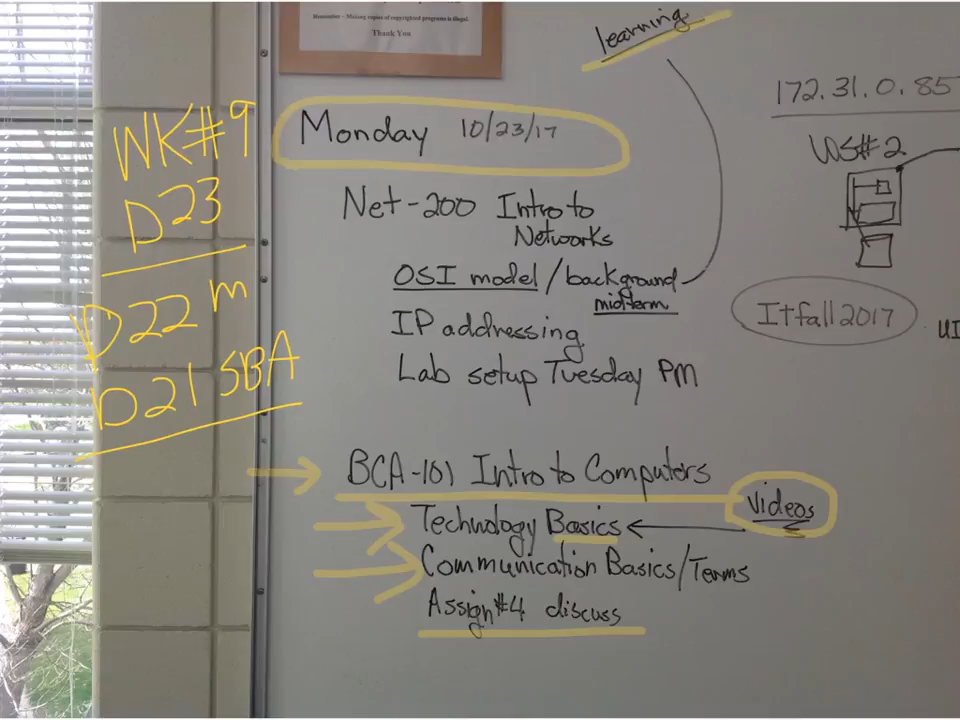 Remember - Making copies of copyrighted programs is illegal.
Thank You
learning
172.31.0.85
WS#2
WK#9
D23
D22 m
D21 SBA
Monday 10/23/17
Net-200 Intro to
Networks
OSI model / background
midterm
IP addressing
Lab setup Tuesday PM
Itfall2017
UI
BCA-101 Intro to Computers
videos
Technology Basics
Communication Basics/Terms
Assign#4 discuss